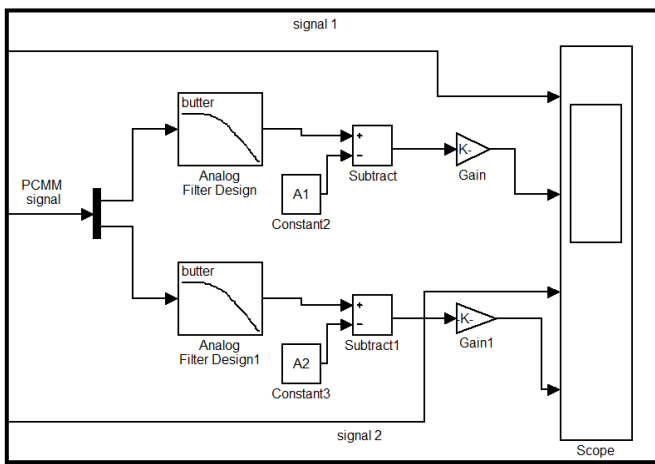 signal 1
butter
Analog
Filter Design
+
−
Subtract
K-
Gain
A1
Constant2
PCMM
signal
butter
Analog
Filter Design1
+
−
Subtract1
-K-
Gain1
A2
Constant3
signal 2
Scope